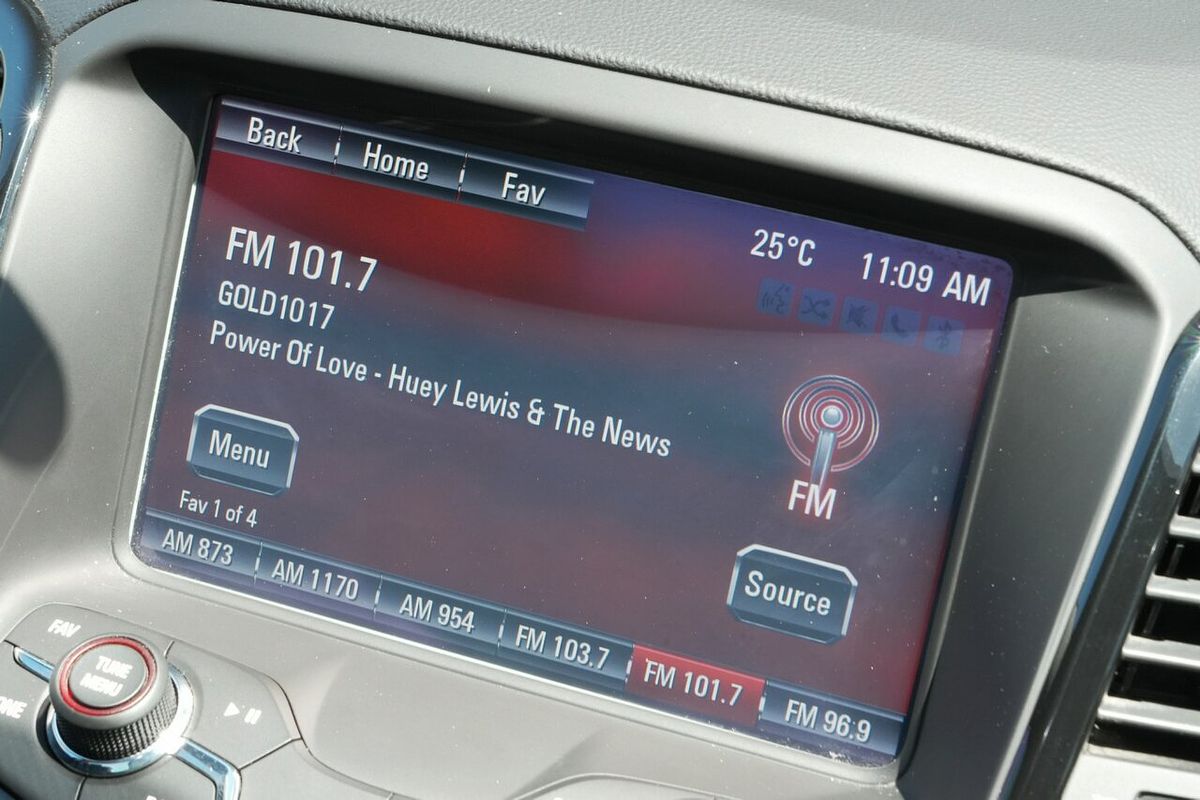 Back Home Fav
25°C 11:09 AM
FM 101.7
GOLD1017
Power Of Love - Huey Lewis & The News
FM
Menu
Source
Fav 1 of 4
AM 873 AM 1170 AM 954 FM 103.7 FM 101.7 FM 96.9
FAV
TUNE
MENU